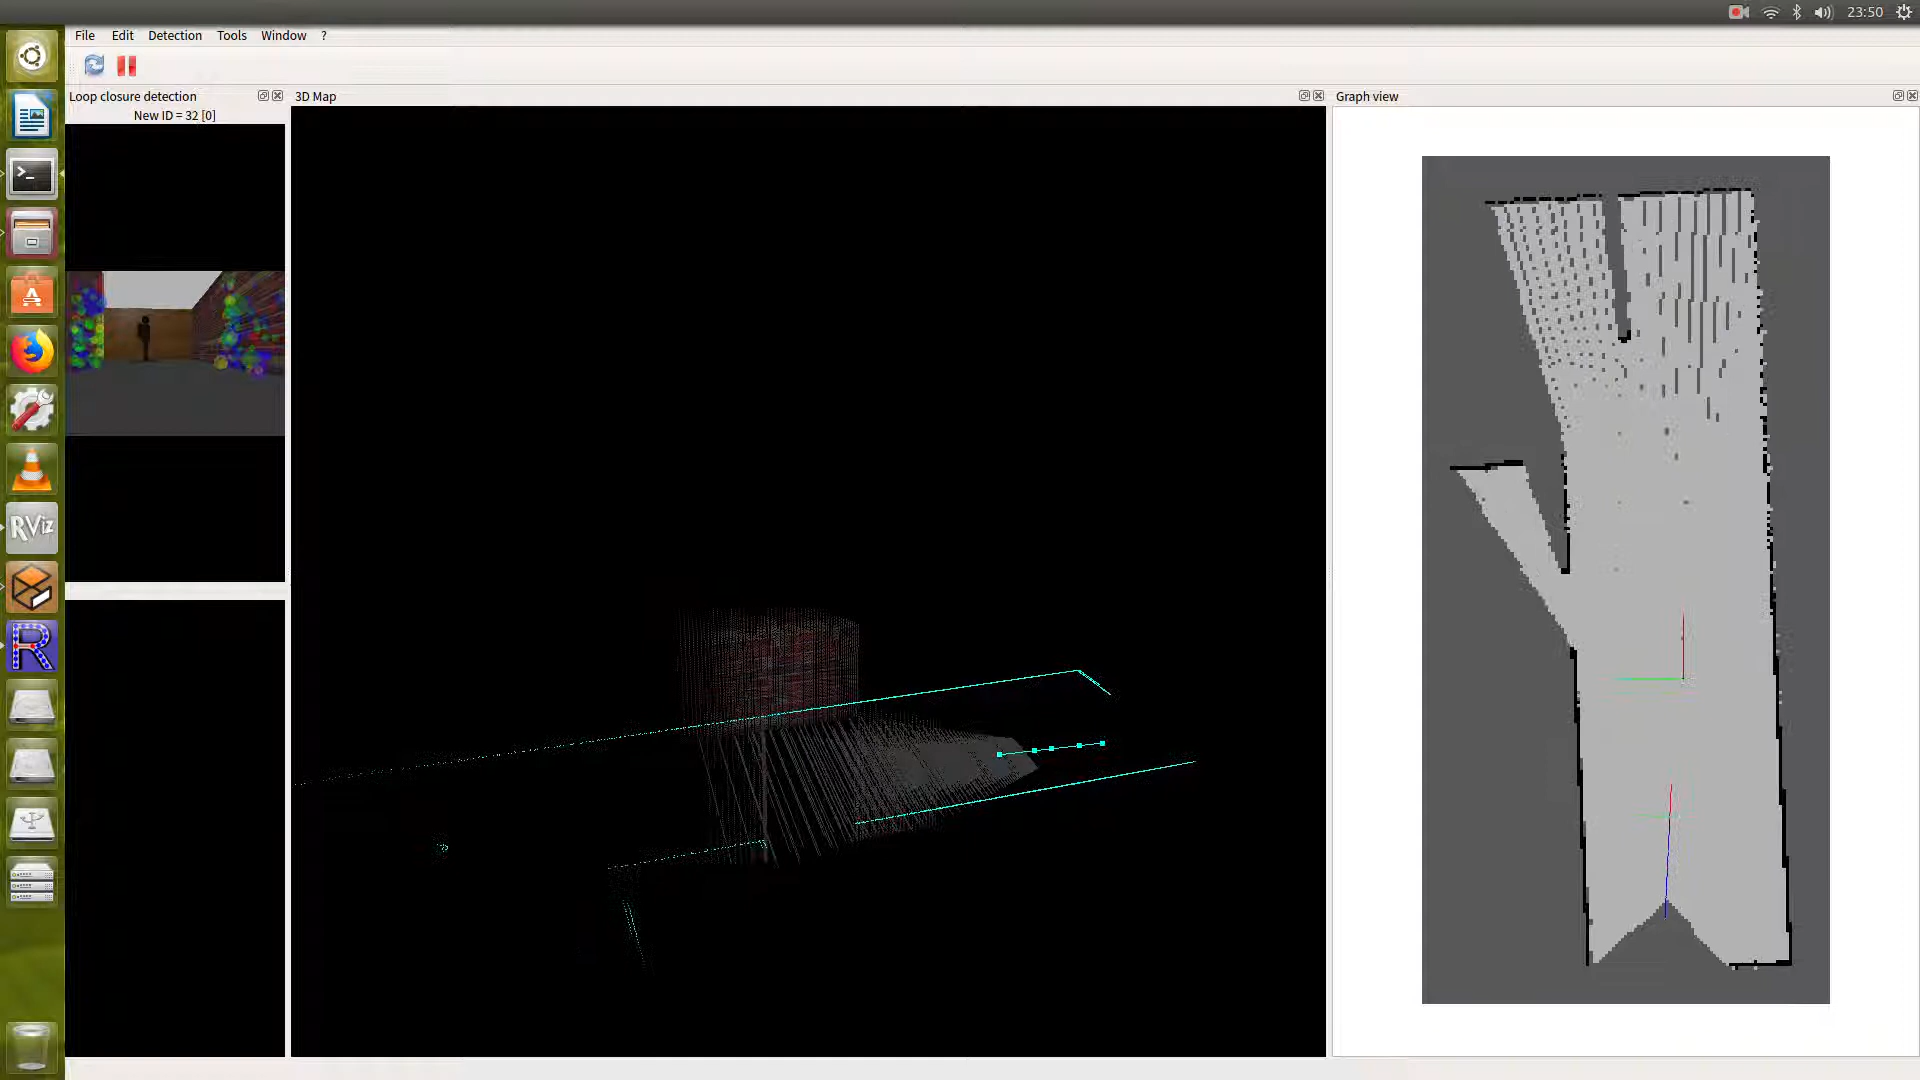 23:50
File Edit Detection Tools Window ?
Loop closure detection
3D Map
Graph view
New ID = 32 [0]
>_
A
RViz
R